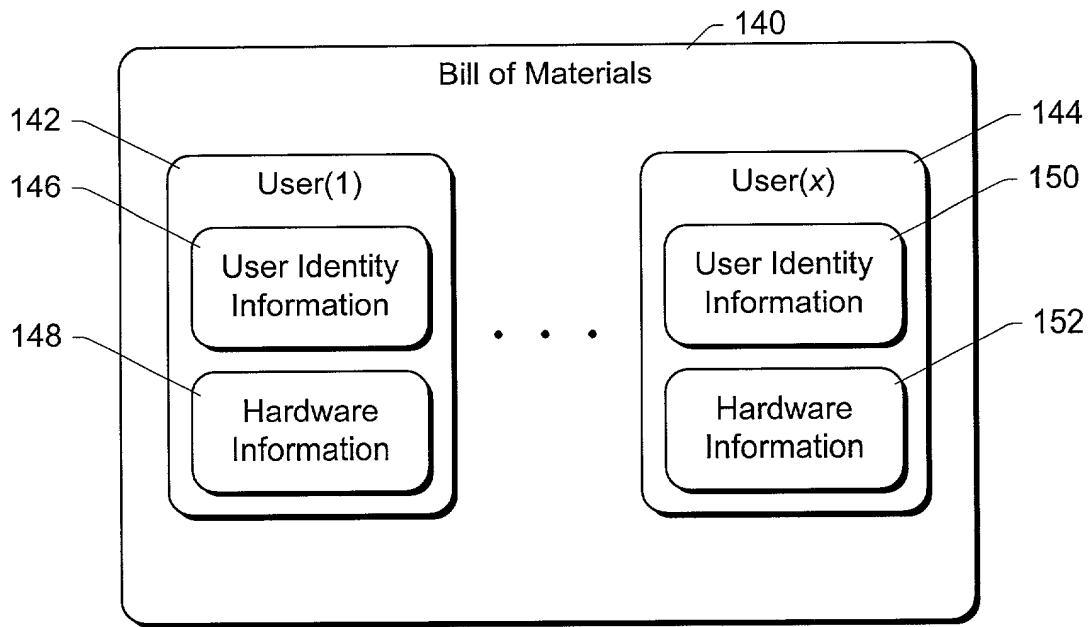 140
Bill of Materials
142
144
User(1)
User(x)
146
150
User Identity
Information
User Identity
Information
148
152
Hardware
Information
Hardware
Information